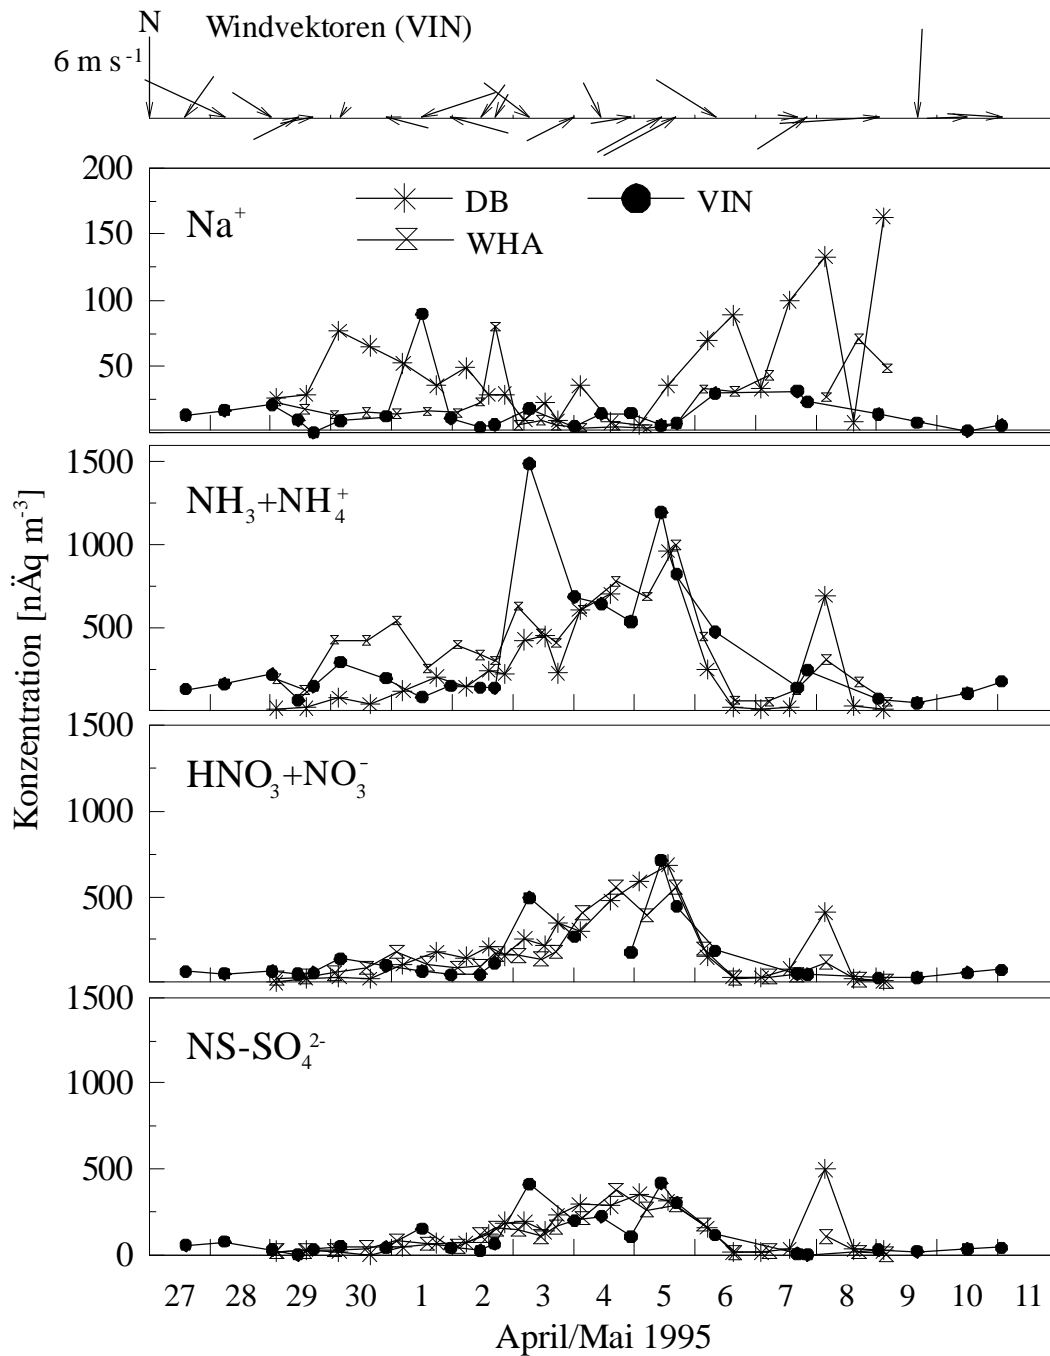 N
Windvektoren (VIN)
6 m s⁻¹
200
150
100
50
Na⁺
DB
VIN
WHA
1500
1000
500
NH₃+NH₄⁺
Konzentration [nÄq m⁻³]
1500
1000
500
HNO₃+NO₃⁻
1500
1000
500
0
NS-SO₄²⁻
27 28 29 30 1 2 3 4 5 6 7 8 9 10 11
April/Mai 1995